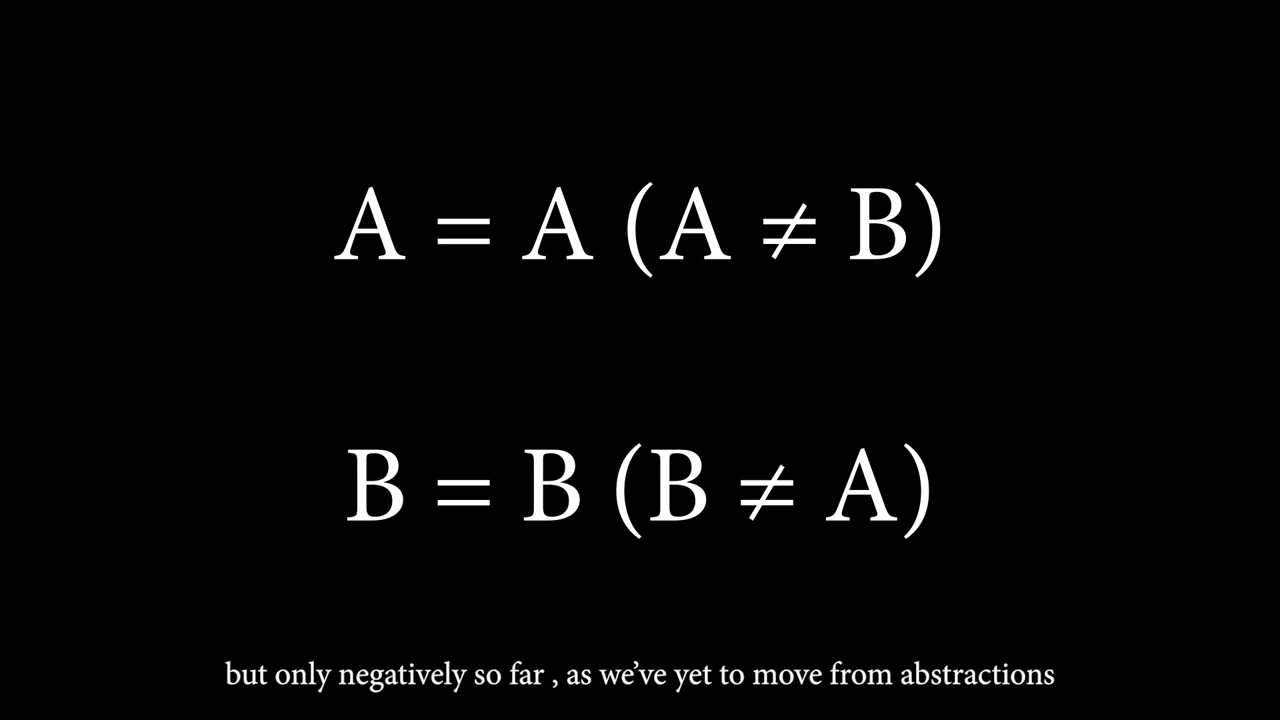 A = A (A ≠ B)
B = B (B ≠ A)
but only negatively so far , as we’ve yet to move from abstractions